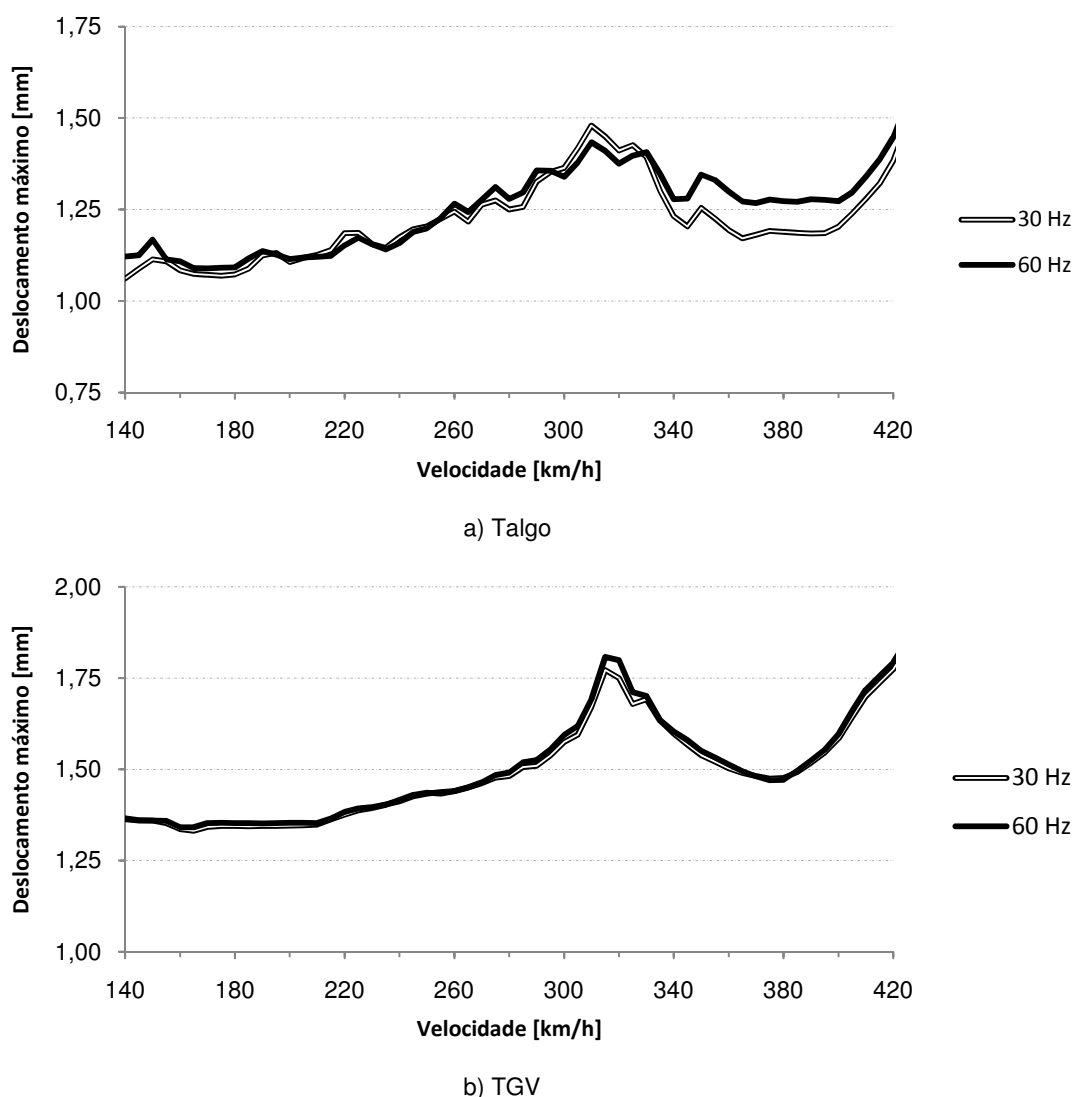 1,75
1,50
1,25
1,00
0,75
Deslocamento máximo [mm]
140 180 220 260 300 340 380 420
Velocidade [km/h]
30 Hz
60 Hz
a) Talgo
2,00
1,75
1,50
1,25
1,00
Deslocamento máximo [mm]
140 180 220 260 300 340 380 420
Velocidade [km/h]
30 Hz
60 Hz
b) TGV